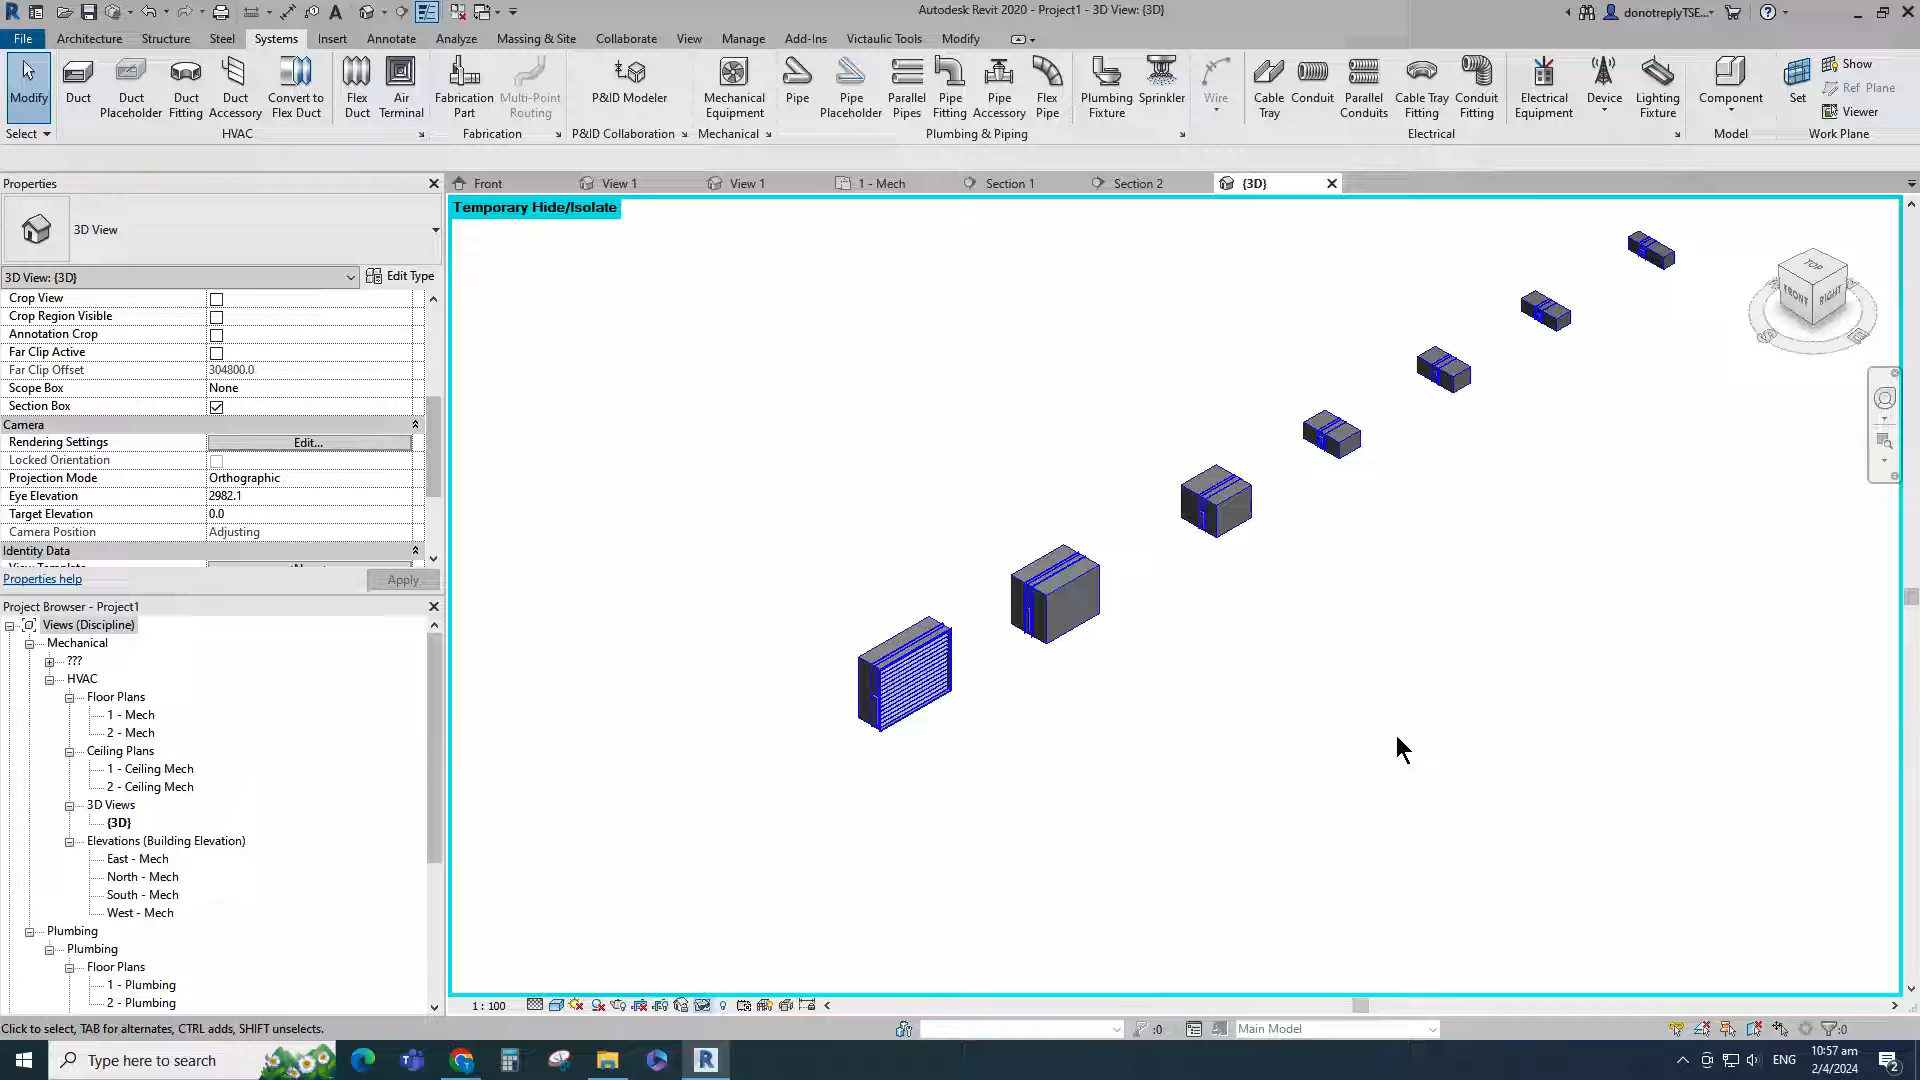 Autodesk Revit 2020 - Project1 - 3D View: {3D}
donotreplyTSE...
File Architecture Structure Steel Systems Insert Annotate Analyze Massing & Site Collaborate View Manage Add-Ins Victaulic Tools Modify
Modify
Duct
Duct Placeholder
Duct Fitting
Duct Accessory
Convert to Flex Duct
Flex Duct
Air Terminal
Fabrication Part
Multi-Point Routing
P&ID Modeler
Mechanical Equipment
Pipe
Pipe Placeholder
Parallel Pipes
Pipe Fitting
Pipe Accessory
Flex Pipe
Plumbing Fixture
Sprinkler
Wire
Cable Tray
Conduit
Parallel Conduits
Cable Tray Fitting
Conduit Fitting
Electrical Equipment
Device
Lighting Fixture
Component
Set
Show
Ref Plane
Viewer
Select HVAC Fabrication P&ID Collaboration Mechanical Plumbing & Piping Electrical Model Work Plane
Properties
Front View 1 View 1 1 - Mech Section 1 Section 2 {3D}
3D View
3D View: {3D} Edit Type
Crop View
Crop Region Visible
Annotation Crop
Far Clip Active
Far Clip Offset 304800.0
Scope Box None
Section Box
Camera
Rendering Settings Edit...
Locked Orientation
Projection Mode Orthographic
Eye Elevation 2982.1
Target Elevation 0.0
Camera Position Adjusting
Identity Data
Properties help Apply
Project Browser - Project1
Views (Discipline)
Mechanical
???
HVAC
Floor Plans
1 - Mech
2 - Mech
Ceiling Plans
1 - Ceiling Mech
2 - Ceiling Mech
3D Views
{3D}
Elevations (Building Elevation)
East - Mech
North - Mech
South - Mech
West - Mech
Plumbing
Plumbing
Floor Plans
1 - Plumbing
2 - Plumbing
Temporary Hide/Isolate
TOP
FRONT RIGHT
S E
1 : 100
Click to select, TAB for alternates, CTRL adds, SHIFT unselects.
:0
Main Model
:0
Type here to search
ENG
10:57 am
2/4/2024
2